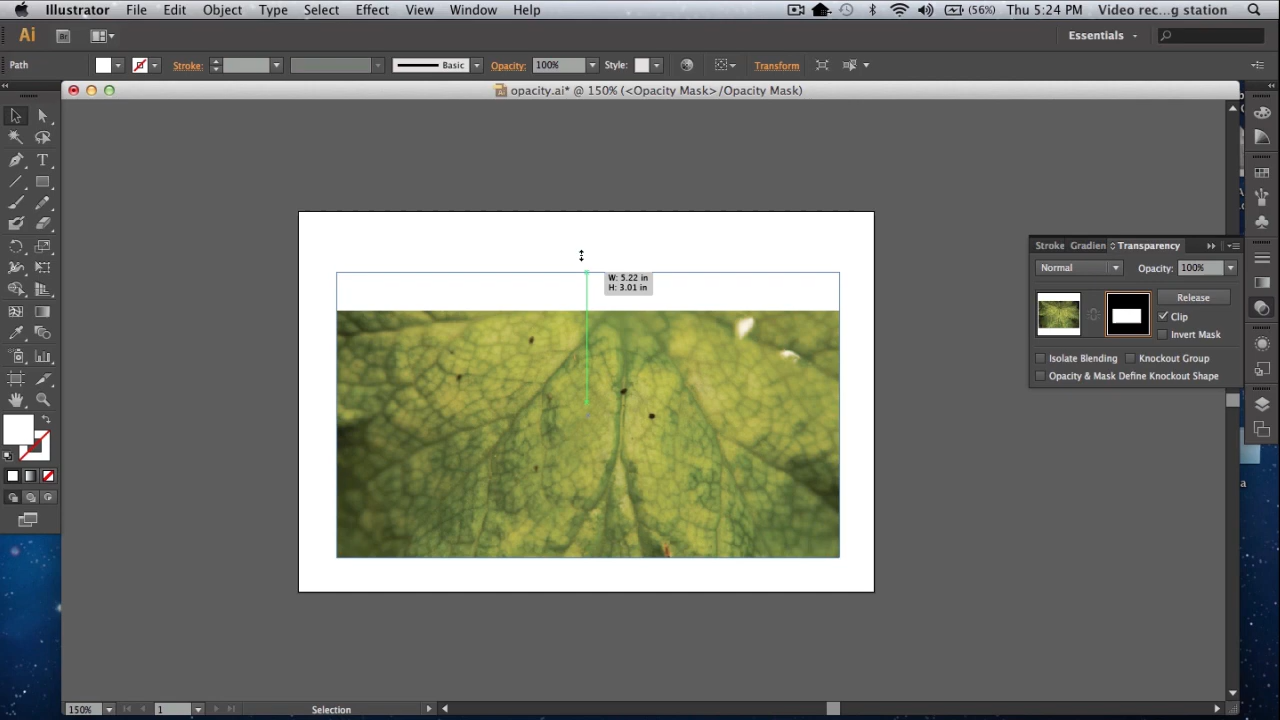 Illustrator File Edit Object Type Select Effect View Window Help (56%) Thu 5:24 PM Video rec...g station
Ai Br Essentials
Path Stroke: Basic Opacity: 100% Style: Transform
opacity.ai* @ 150% (<Opacity Mask>/Opacity Mask)
T
W: 5.22 in
H: 3.01 in
Stroke Gradien Transparency
Normal Opacity: 100%
Release
Clip
Invert Mask
Isolate Blending Knockout Group
Opacity & Mask Define Knockout Shape
150% 1 Selection